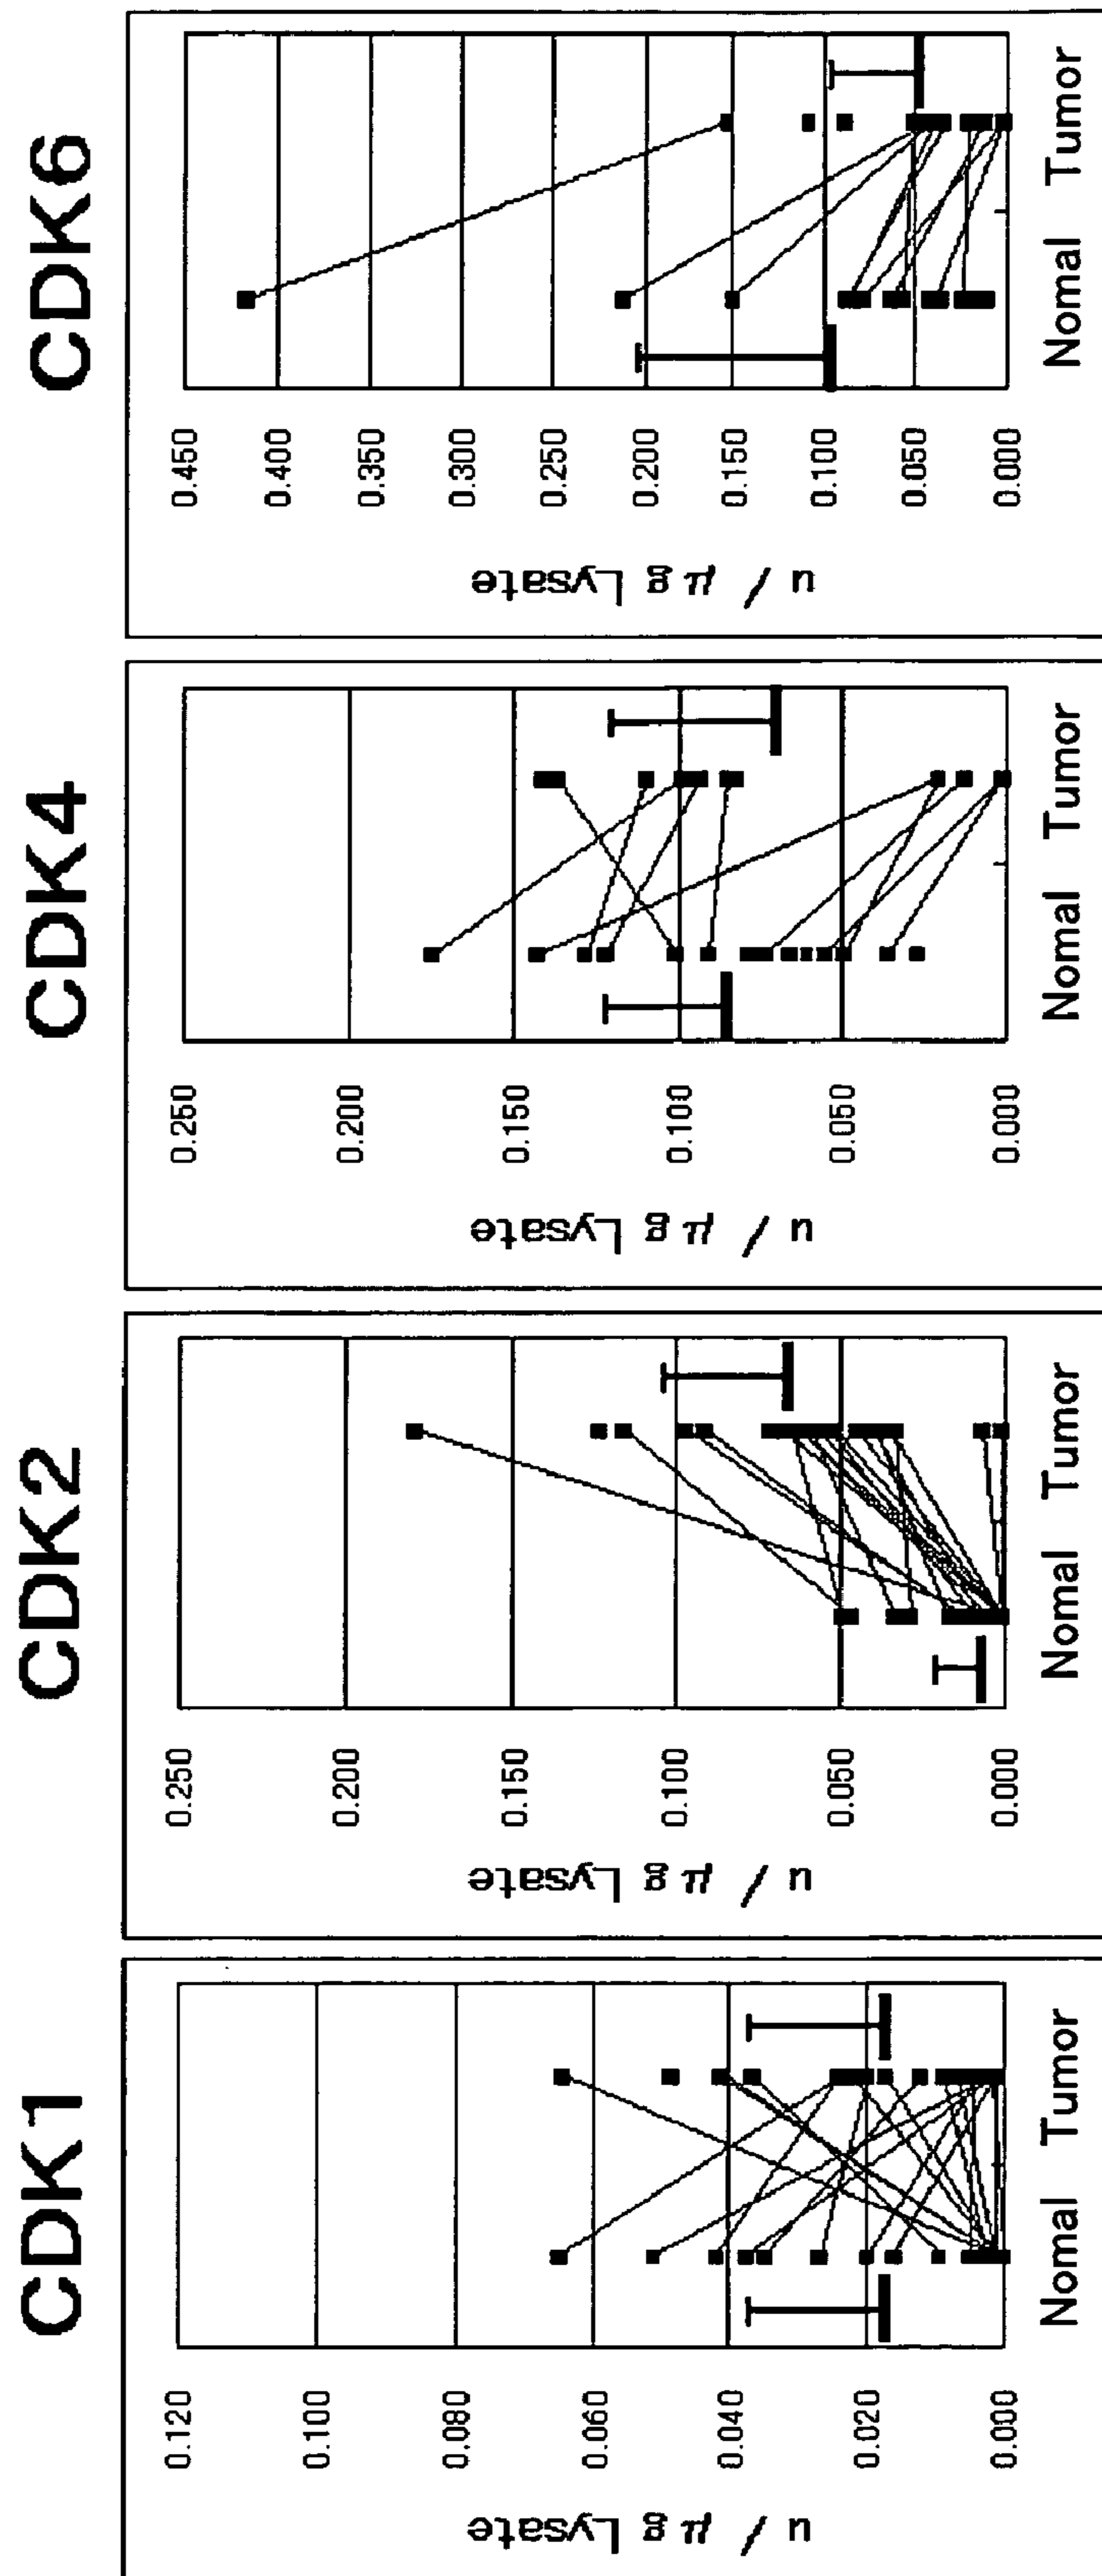 CDK1
u / μg Lysate
0.120
0.100
0.080
0.060
0.040
0.020
0.000
Nomal Tumor
CDK2
u / μg Lysate
0.250
0.200
0.150
0.100
0.050
0.000
Nomal Tumor
CDK4
u / μg Lysate
0.250
0.200
0.150
0.100
0.050
0.000
Nomal Tumor
CDK6
u / μg Lysate
0.450
0.400
0.350
0.300
0.250
0.200
0.150
0.100
0.050
0.000
Nomal Tumor